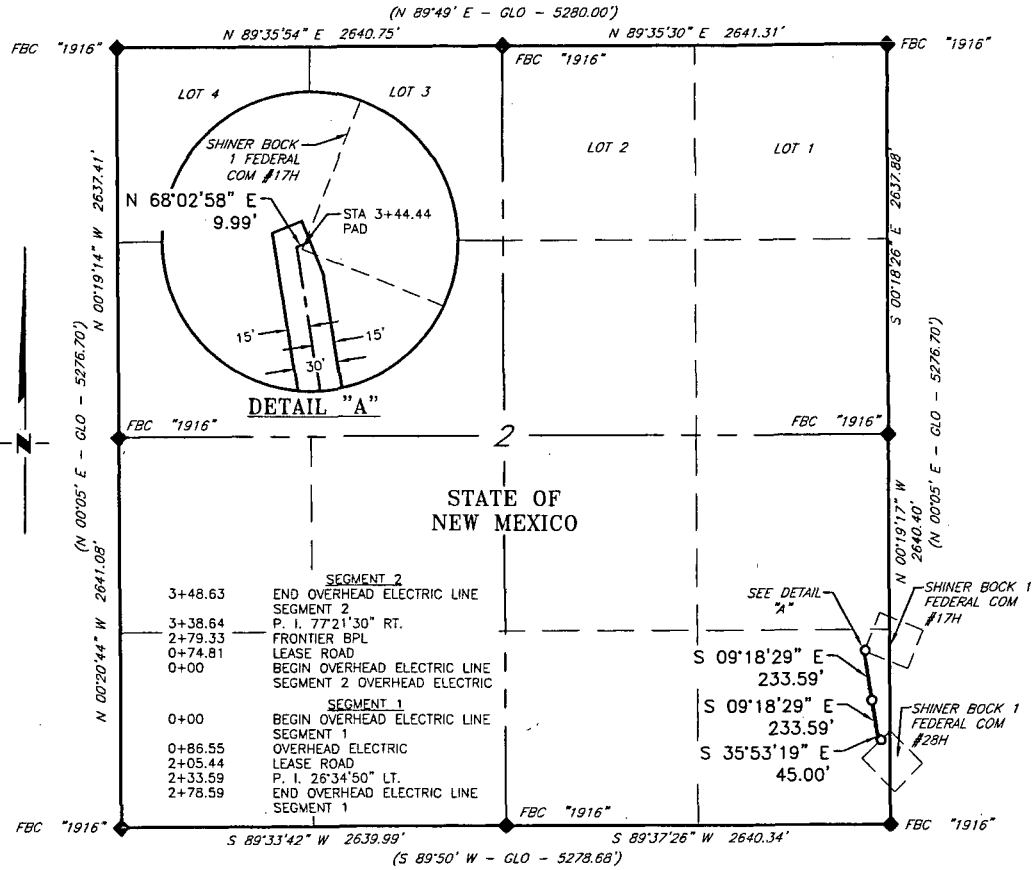 (N 89°49' E - GLO - 5280.00')
N 89°35'54" E 2640.75'
N 89°35'30" E 2641.31'
FBC "1916"
FBC "1916"
FBC "1916"
LOT 4
LOT 3
LOT 2
LOT 1
SHINER BOCK
1 FEDERAL
COM #17H
N 68°02'58" E
9.99'
STA 3+44.44
PAD
15'
15'
30'
DETAIL "A"
N 00°19'14" W 2637.41'
S 00°18'26" E 2637.88'
(N 00°05' E - GLO - 5276.70')
(N 00°05' E - GLO - 5276.70')
N
FBC "1916"
2
FBC "1916"
STATE OF
NEW MEXICO
N 00°20'44" W 2641.08'
N 00°19'17" W
2640.40'
SEGMENT 2
3+48.63 END OVERHEAD ELECTRIC LINE
SEGMENT 2
3+38.64 P. I. 77°21'30" RT.
2+79.33 FRONTIER BPL
0+74.81 LEASE ROAD
0+00 BEGIN OVERHEAD ELECTRIC LINE
SEGMENT 2 OVERHEAD ELECTRIC
SEGMENT 1
0+00 BEGIN OVERHEAD ELECTRIC LINE
SEGMENT 1
0+86.55 OVERHEAD ELECTRIC
2+05.44 LEASE ROAD
2+33.59 P. I. 26°34'50" LT.
2+78.59 END OVERHEAD ELECTRIC LINE
SEGMENT 1
SEE DETAIL
"A"
SHINER BOCK 1
FEDERAL COM
#17H
S 09°18'29" E
233.59'
S 09°18'29" E
233.59'
S 35°53'19" E
45.00'
SHINER BOCK 1
FEDERAL COM
#28H
FBC "1916"
FBC "1916"
FBC "1916"
S 89°33'42" W 2639.99'
S 89°37'26" W 2640.34'
(S 89°50' W - GLO - 5278.68')